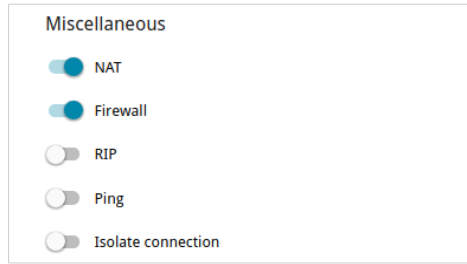 Miscellaneous
NAT
Firewall
RIP
Ping
Isolate connection